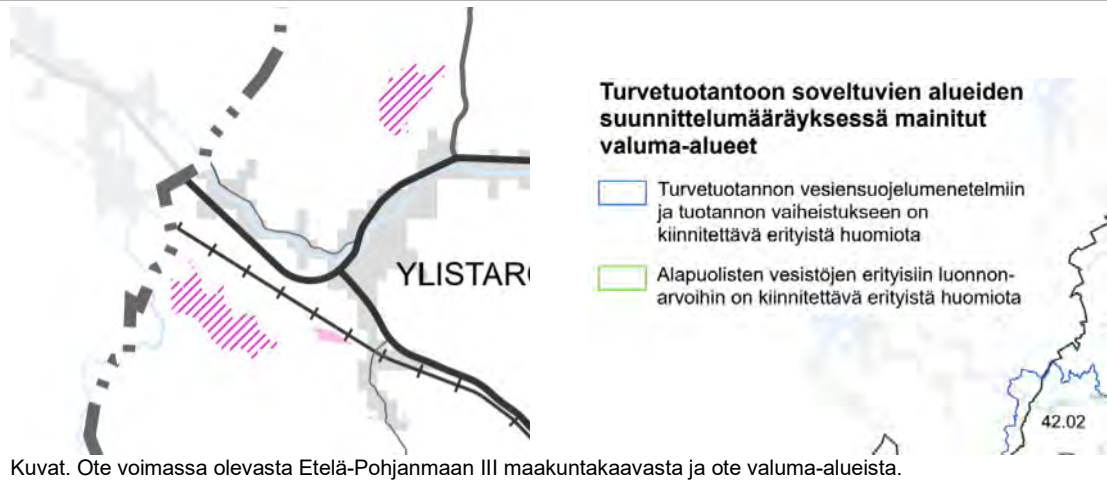 YLISTARO
Turvetuotantoon soveltuvien alueiden
suunnittelumääräyksessä mainitut
valuma-alueet
Turvetuotannon vesiensuojelumenetelmiin
ja tuotannon vaiheistukseen on
kiinnitettävä erityistä huomiota
Alapuolisten vesistöjen erityisiin luonnon-
arvoihin on kiinnitettävä erityistä huomiota
42.02
Kuvat. Ote voimassa olevasta Etelä-Pohjanmaan III maakuntakaavasta ja ote valuma-alueista.